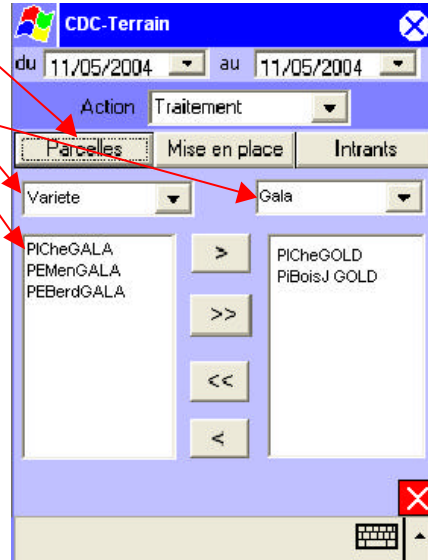 CDC-Terrain
du 11/05/2004 au 11/05/2004
Action Traitement
Parcelles Mise en place Intrants
Variete Gala
PICheGALA
PEMenGALA
PEBerdGALA
>
>>
<<
<
PICheGOLD
PiBoisJ GOLD